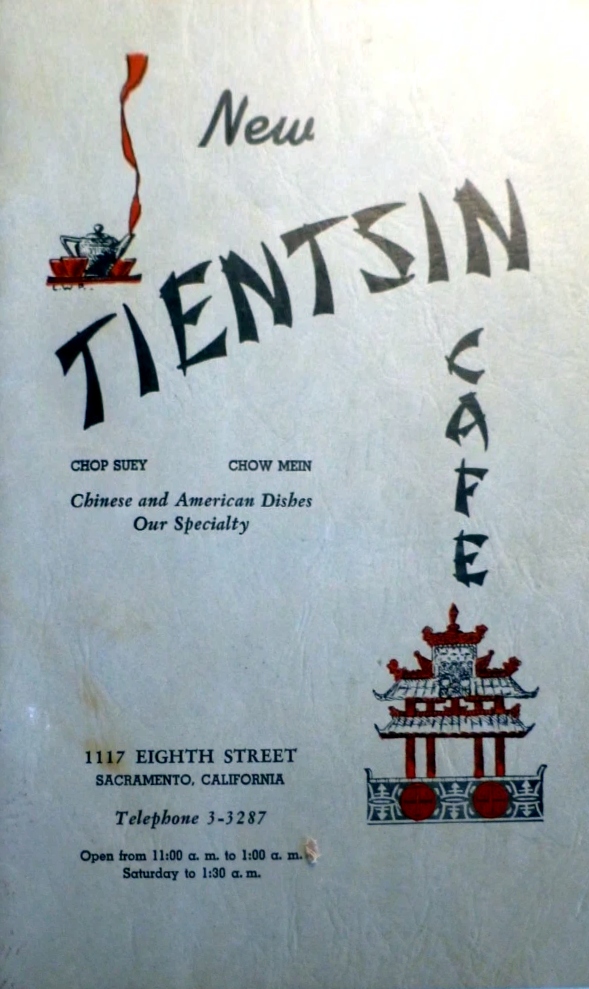 New
TIENTSIN
CAFE
CHOP SUEY CHOW MEIN
Chinese and American Dishes
Our Specialty
1117 EIGHTH STREET
SACRAMENTO, CALIFORNIA
Telephone 3-3287
Open from 11:00 a. m. to 1:00 a. m.
Saturday to 1:30 a. m.